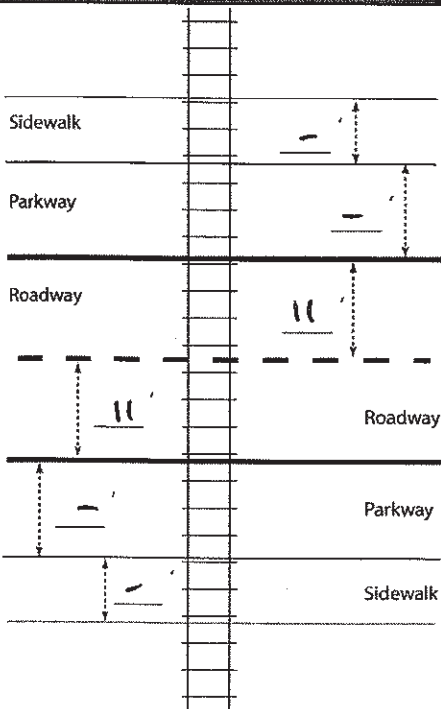 Sidewalk
- '
Parkway
- '
Roadway
11 '
11 '
Roadway
- '
Parkway
- '
Sidewalk